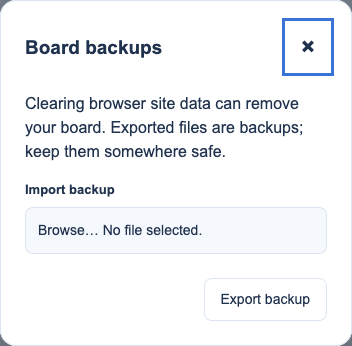 Board backups
×
Clearing browser site data can remove
your board. Exported files are backups;
keep them somewhere safe.
Import backup
Browse… No file selected.
Export backup